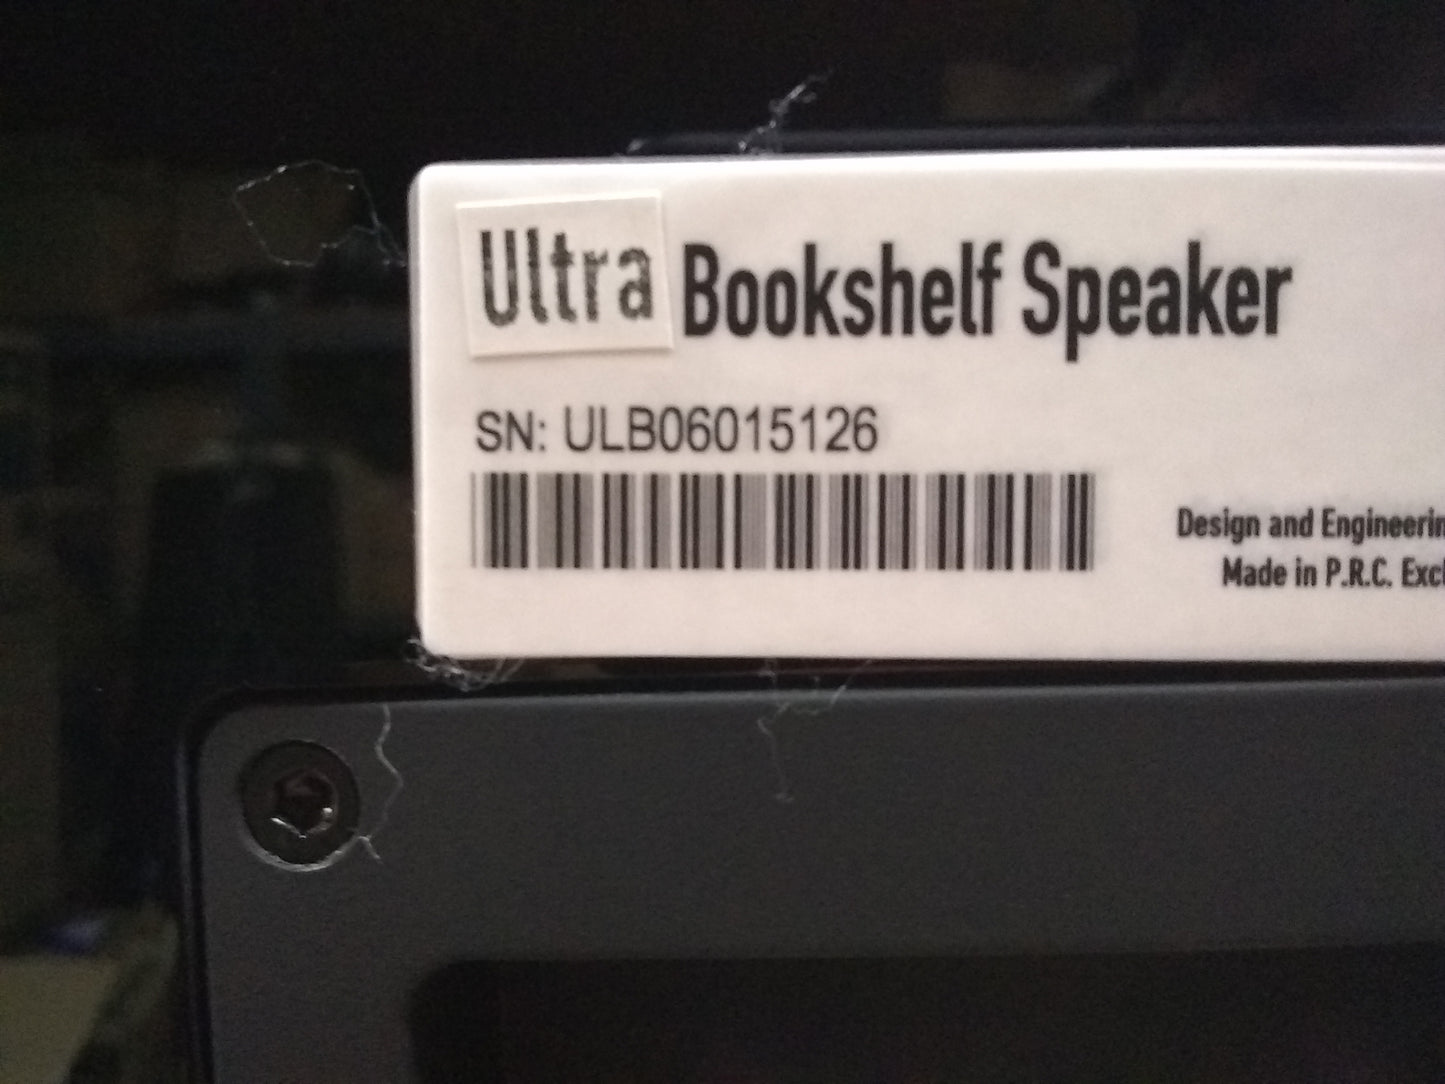 Ultra Bookshelf Speaker
SN: ULB06015126
Design and Engineerin
Made in P.R.C. Excl